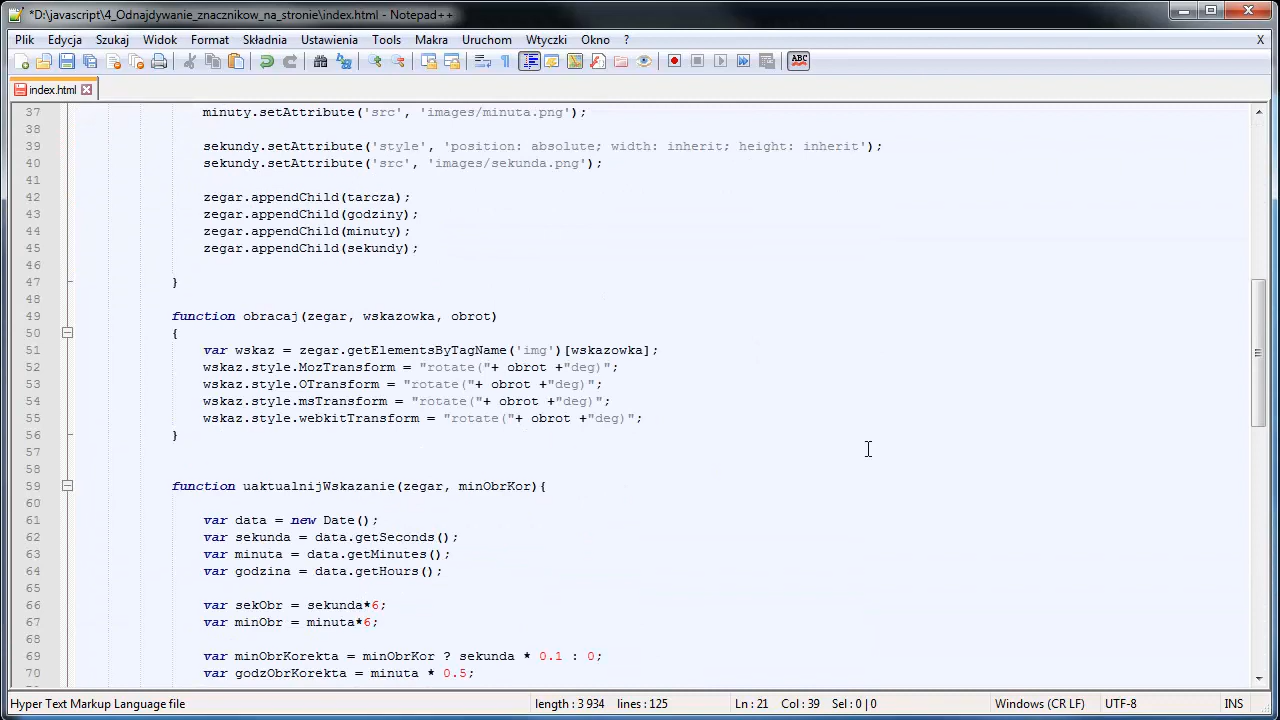 *D:\javascript\4_Odnajdywanie_znacznikow_na_stronie\index.html - Notepad++
Plik Edycja Szukaj Widok Format Składnia Ustawienia Tools Makra Uruchom Wtyczki Okno ? X
ABC
index.html
37 minuty.setAttribute('src', 'images/minuta.png');
38
39 sekundy.setAttribute('style', 'position: absolute; width: inherit; height: inherit');
40 sekundy.setAttribute('src', 'images/sekunda.png');
41
42 zegar.appendChild(tarcza);
43 zegar.appendChild(godziny);
44 zegar.appendChild(minuty);
45 zegar.appendChild(sekundy);
46
47 }
48
49 function obracaj(zegar, wskazowka, obrot)
50 {
51 var wskaz = zegar.getElementsByTagName('img')[wskazowka];
52 wskaz.style.MozTransform = "rotate("+ obrot +"deg)";
53 wskaz.style.OTransform = "rotate("+ obrot +"deg)";
54 wskaz.style.msTransform = "rotate("+ obrot +"deg)";
55 wskaz.style.webkitTransform = "rotate("+ obrot +"deg)";
56 }
57
58
59 function uaktualnijWskazanie(zegar, minObrKor){
60
61 var data = new Date();
62 var sekunda = data.getSeconds();
63 var minuta = data.getMinutes();
64 var godzina = data.getHours();
65
66 var sekObr = sekunda*6;
67 var minObr = minuta*6;
68
69 var minObrKorekta = minObrKor ? sekunda * 0.1 : 0;
70 var godzObrKorekta = minuta * 0.5;
Hyper Text Markup Language file length : 3 934 lines : 125 Ln : 21 Col : 39 Sel : 0 | 0 Windows (CR LF) UTF-8 INS